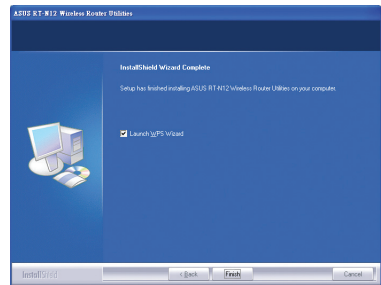 ASUS RT-N12 Wireless Router Utilities
InstallShield Wizard Complete
Setup has finished installing ASUS RT-N12 Wireless Router Utilities on your computer.
Launch WPS Wizard
InstallShield
< Back
Finish
Cancel